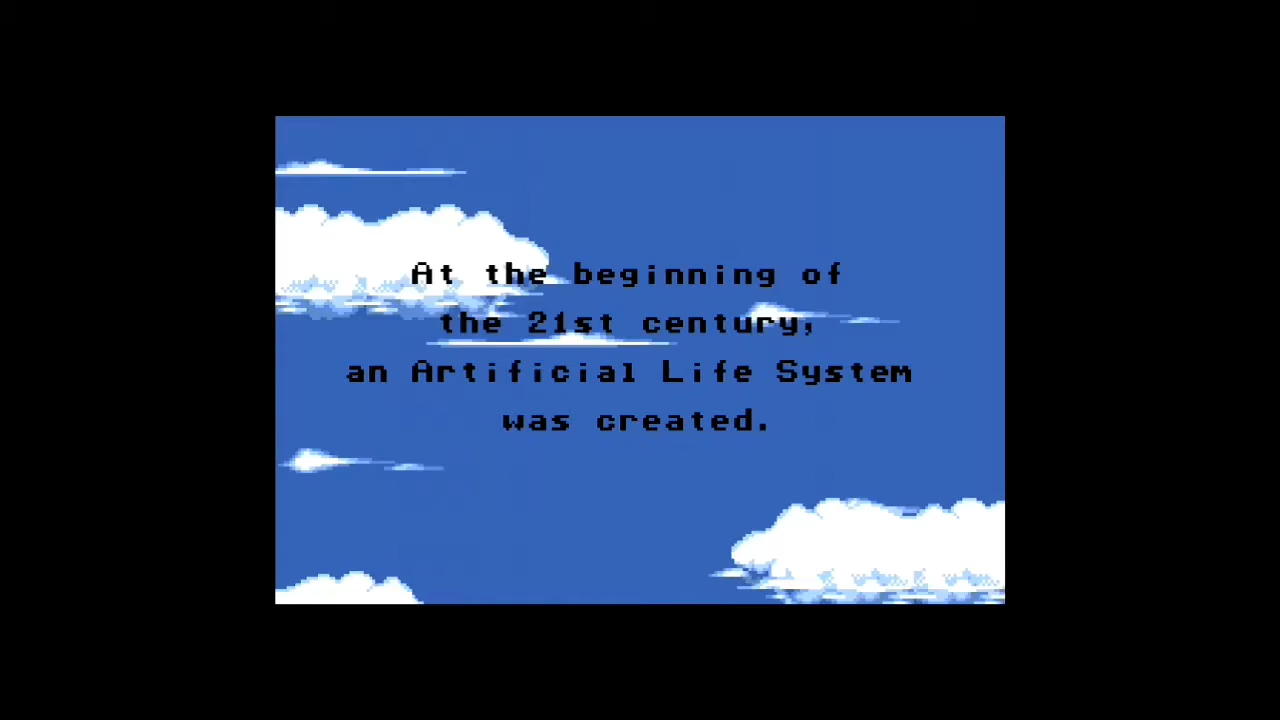 At the beginning of
the 21st century,
an Artificial Life System
was created.